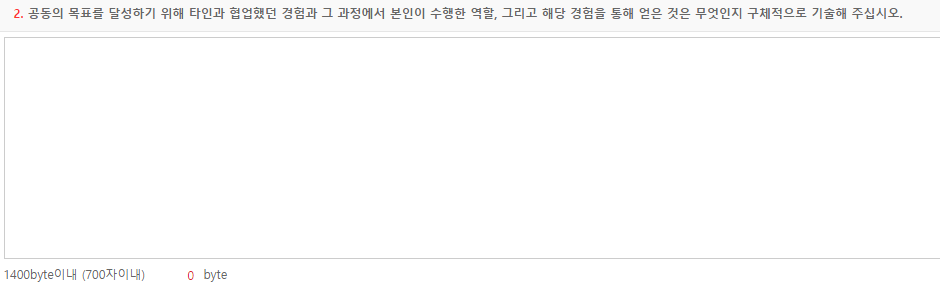 2. 공동의 목표를 달성하기 위해 타인과 협업했던 경험과 그 과정에서 본인이 수행한 역할, 그리고 해당 경험을 통해 얻은 것은 무엇인지 구체적으로 기술해 주십시오.
1400byte이내 (700자이내) 0 byte